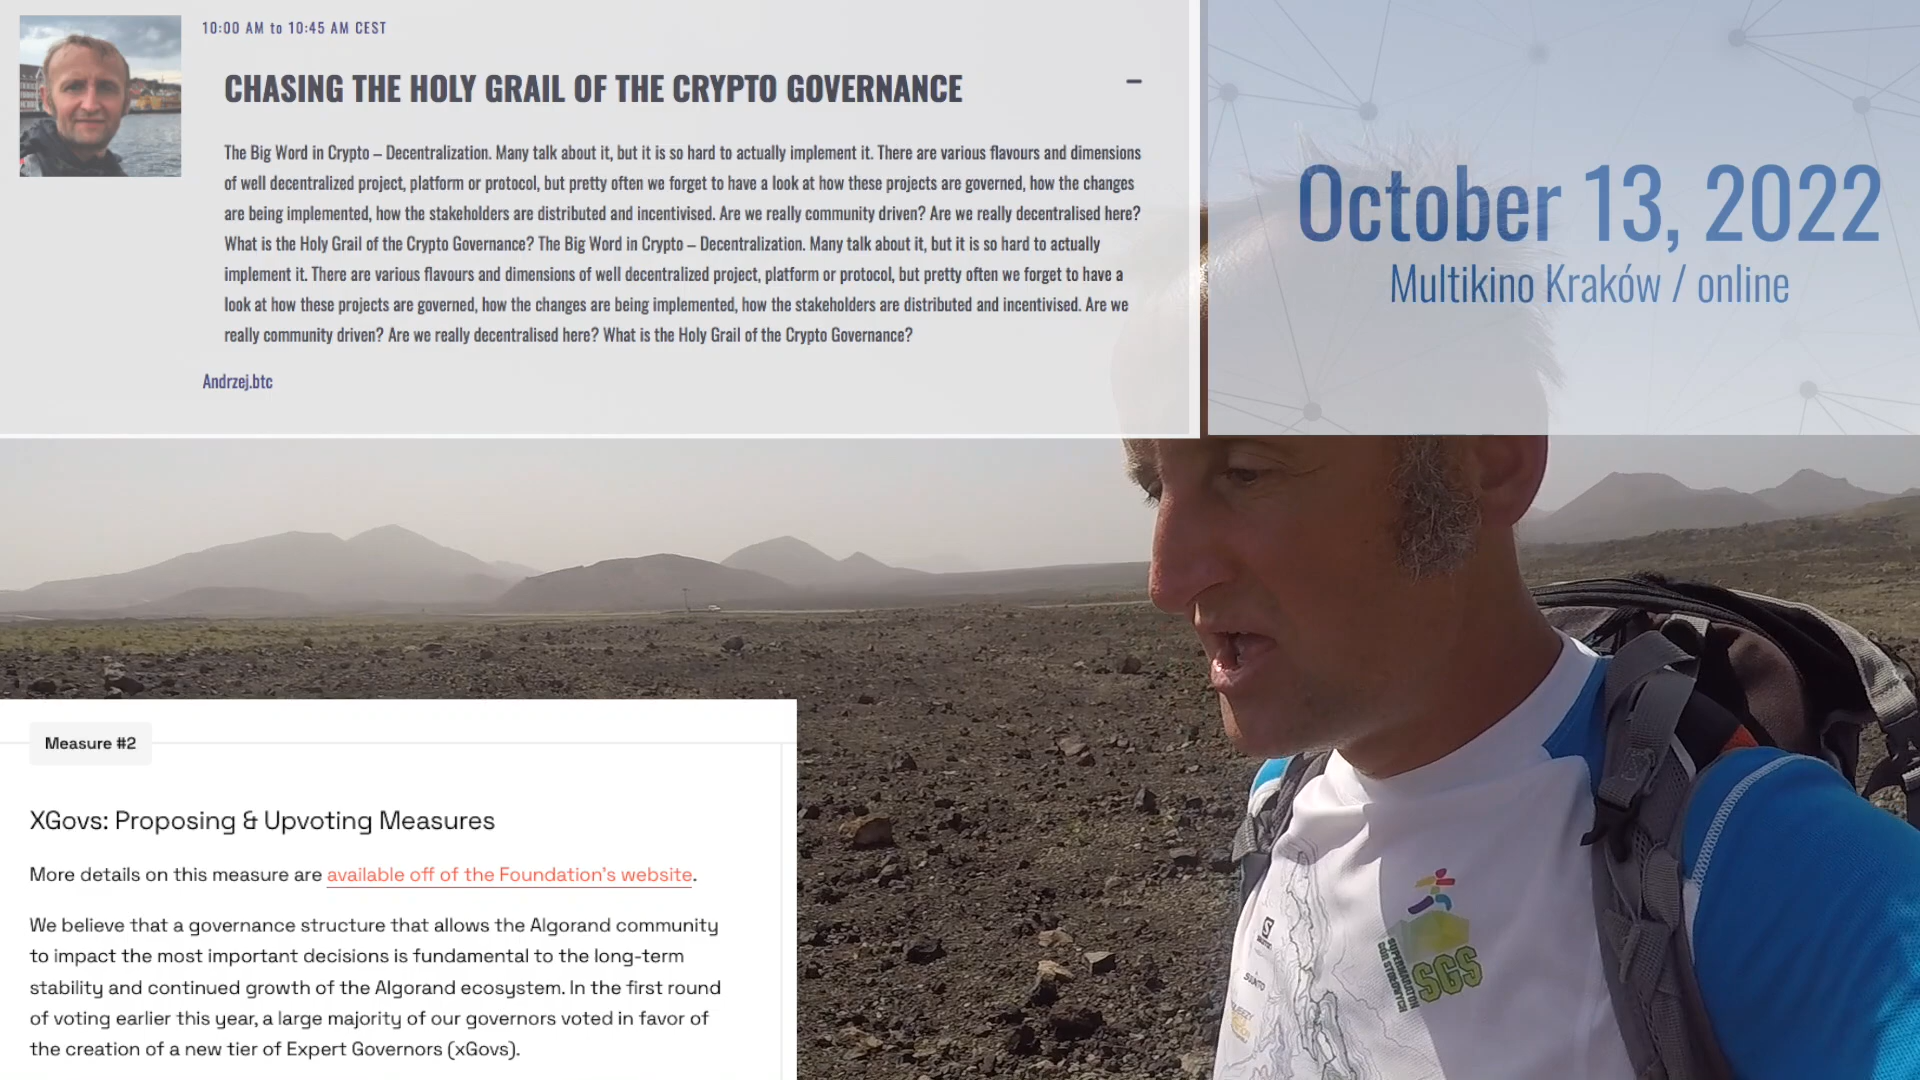 10:00 AM to 10:45 AM CEST
CHASING THE HOLY GRAIL OF THE CRYPTO GOVERNANCE
The Big Word in Crypto – Decentralization. Many talk about it, but it is so hard to actually implement it. There are various flavours and dimensions
of well decentralized project, platform or protocol, but pretty often we forget to have a look at how these projects are governed, how the changes
are being implemented, how the stakeholders are distributed and incentivised. Are we really community driven? Are we really decentralised here?
What is the Holy Grail of the Crypto Governance? The Big Word in Crypto – Decentralization. Many talk about it, but it is so hard to actually
implement it. There are various flavours and dimensions of well decentralized project, platform or protocol, but pretty often we forget to have a
look at how these projects are governed, how the changes are being implemented, how the stakeholders are distributed and incentivised. Are we
really community driven? Are we really decentralised here? What is the Holy Grail of the Crypto Governance?
Andrzej.btc
October 13, 2022
Multikino Kraków / online
Measure #2
XGovs: Proposing & Upvoting Measures
More details on this measure are available off of the Foundation's website.
We believe that a governance structure that allows the Algorand community
to impact the most important decisions is fundamental to the long-term
stability and continued growth of the Algorand ecosystem. In the first round
of voting earlier this year, a large majority of our governors voted in favor of
the creation of a new tier of Expert Governors (xGovs).
SUPERMARATON
GÓR STOŁOWYCH
SGS
SUUNTO